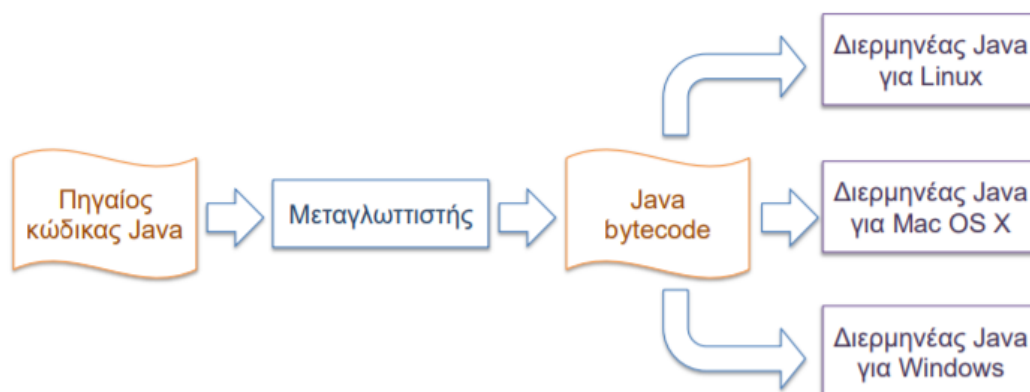 Διερμηνέας Java
για Linux
Πηγαίος
κώδικας Java
Μεταγλωττιστής
Java
bytecode
Διερμηνέας Java
για Mac OS X
Διερμηνέας Java
για Windows